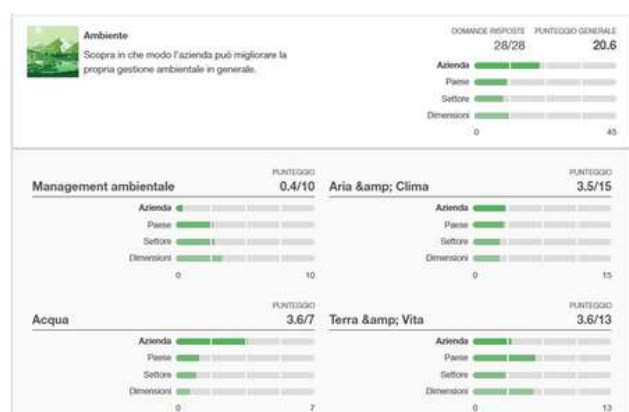 Ambiente
Scopra in che modo l'azienda può migliorare la
propria gestione ambientale in generale.
DOMANDE RISPOSTE PUNTEGGIO GENERALE
28/28 20.6
Azienda
Paese
Settore
Dimensioni
0 45
PUNTEGGIO
Management ambientale 0.4/10
Azienda
Paese
Settore
Dimensioni
0 10
PUNTEGGIO
Aria &amp; Clima 3.5/15
Azienda
Paese
Settore
Dimensioni
0 15
PUNTEGGIO
Acqua 3.6/7
Azienda
Paese
Settore
Dimensioni
0 7
PUNTEGGIO
Terra &amp; Vita 3.6/13
Azienda
Paese
Settore
Dimensioni
0 13